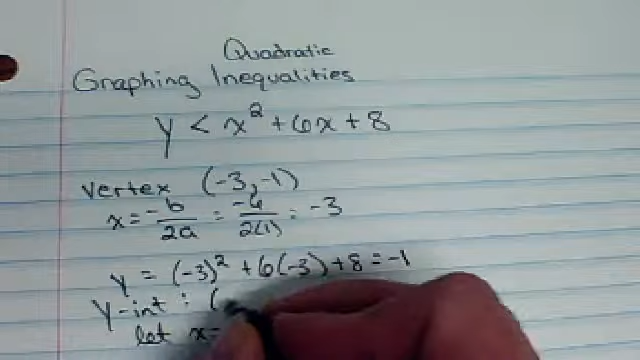 Quadratic
Graphing Inequalities
y < x² + 6x + 8
Vertex (-3, -1)
x = -b/2a = -6/2(1) = -3
y = (-3)² + 6(-3) + 8 = -1
y-int : (
let x =